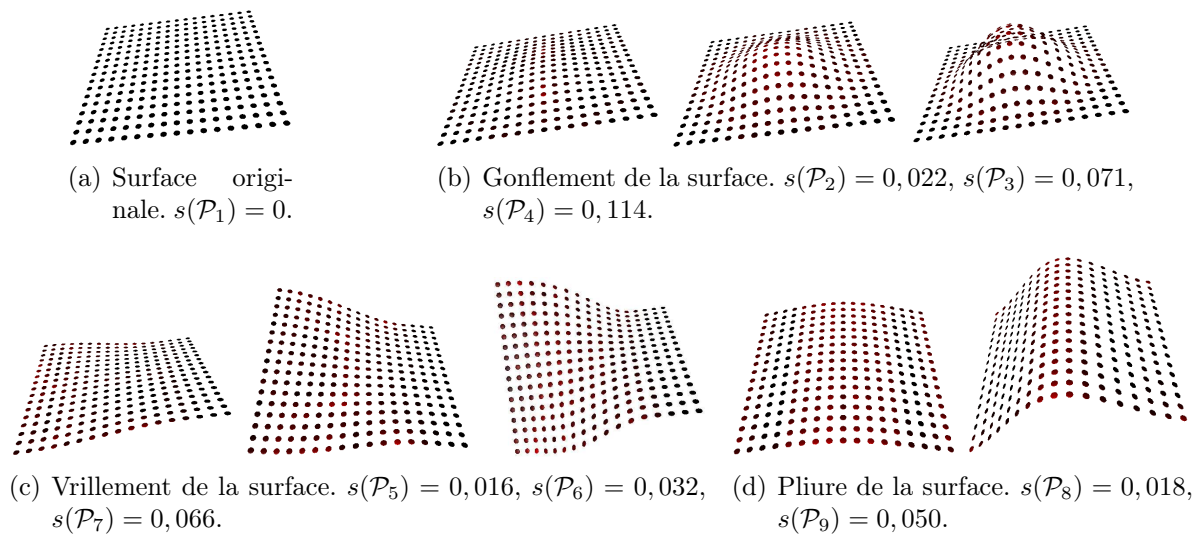 (a) Surface origi-
nale. s(𝒫₁) = 0.
(b) Gonflement de la surface. s(𝒫₂) = 0, 022, s(𝒫₃) = 0, 071,
s(𝒫₄) = 0, 114.
(c) Vrillement de la surface. s(𝒫₅) = 0, 016, s(𝒫₆) = 0, 032,
s(𝒫₇) = 0, 066.
(d) Pliure de la surface. s(𝒫₈) = 0, 018,
s(𝒫₉) = 0, 050.